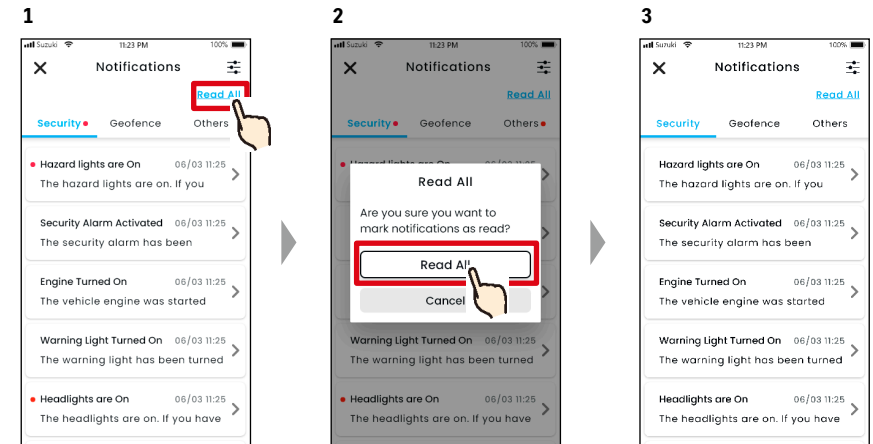 1
Suzuki 11:23 PM 100%
Notifications
Read All
Security Geofence Others
Hazard lights are On 06/03 11:25
The hazard lights are on. If you
Security Alarm Activated 06/03 11:25
The security alarm has been
Engine Turned On 06/03 11:25
The vehicle engine was started
Warning Light Turned On 06/03 11:25
The warning light has been turned
Headlights are On 06/03 11:25
The headlights are on. If you have
2
Suzuki 11:23 PM 100%
Notifications
Read All
Security Geofence Others
Hazard lights are On 06/03 11:25
Read All
Are you sure you want to
mark notifications as read?
Read All
Cancel
Warning Light Turned On 06/03 11:25
The warning light has been turned
Headlights are On 06/03 11:25
The headlights are on. If you have
3
Suzuki 11:23 PM 100%
Notifications
Read All
Security Geofence Others
Hazard lights are On 06/03 11:25
The hazard lights are on. If you
Security Alarm Activated 06/03 11:25
The security alarm has been
Engine Turned On 06/03 11:25
The vehicle engine was started
Warning Light Turned On 06/03 11:25
The warning light has been turned
Headlights are On 06/03 11:25
The headlights are on. If you have